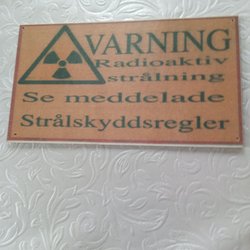 VARNING
Radioaktiv
strålning
Se meddelade
Strålskyddsregler